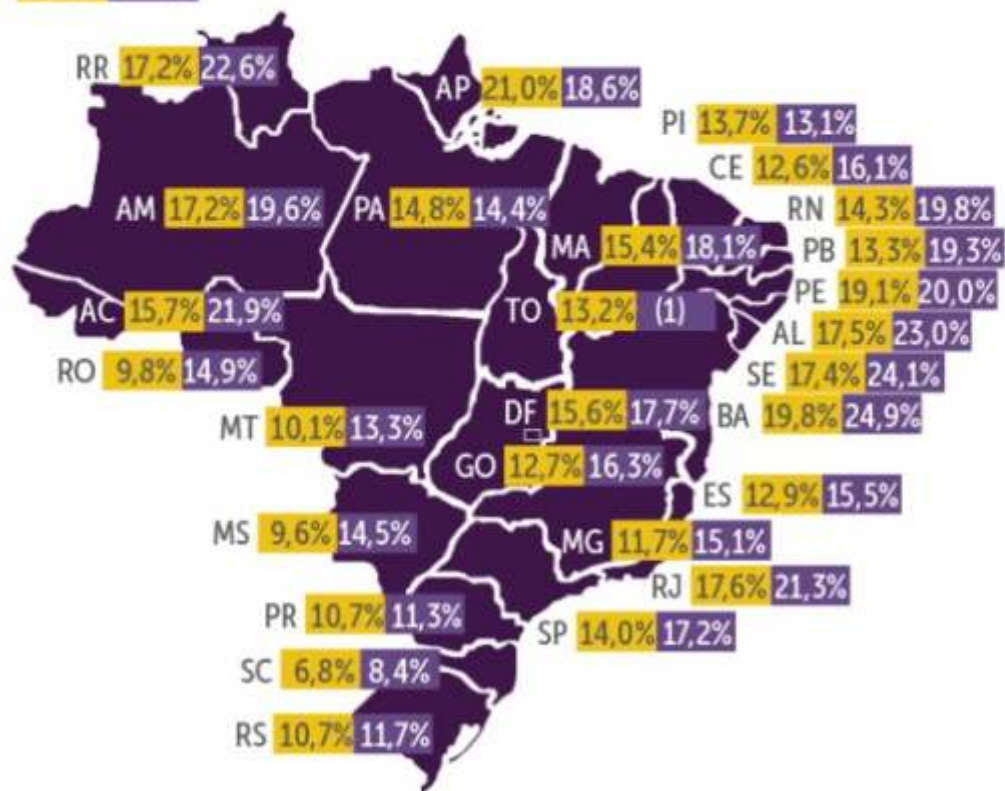 RR 17,2% 22,6%
AP 21,0% 18,6%
PI 13,7% 13,1%
CE 12,6% 16,1%
AM 17,2% 19,6%
PA 14,8% 14,4%
RN 14,3% 19,8%
MA 15,4% 18,1%
PB 13,3% 19,3%
PE 19,1% 20,0%
AC 15,7% 21,9%
TO 13,2% (1)
AL 17,5% 23,0%
RO 9,8% 14,9%
SE 17,4% 24,1%
DF 15,6% 17,7%
BA 19,8% 24,9%
MT 10,1% 13,3%
GO 12,7% 16,3%
ES 12,9% 15,5%
MS 9,6% 14,5%
MG 11,7% 15,1%
RJ 17,6% 21,3%
PR 10,7% 11,3%
SP 14,0% 17,2%
SC 6,8% 8,4%
RS 10,7% 11,7%